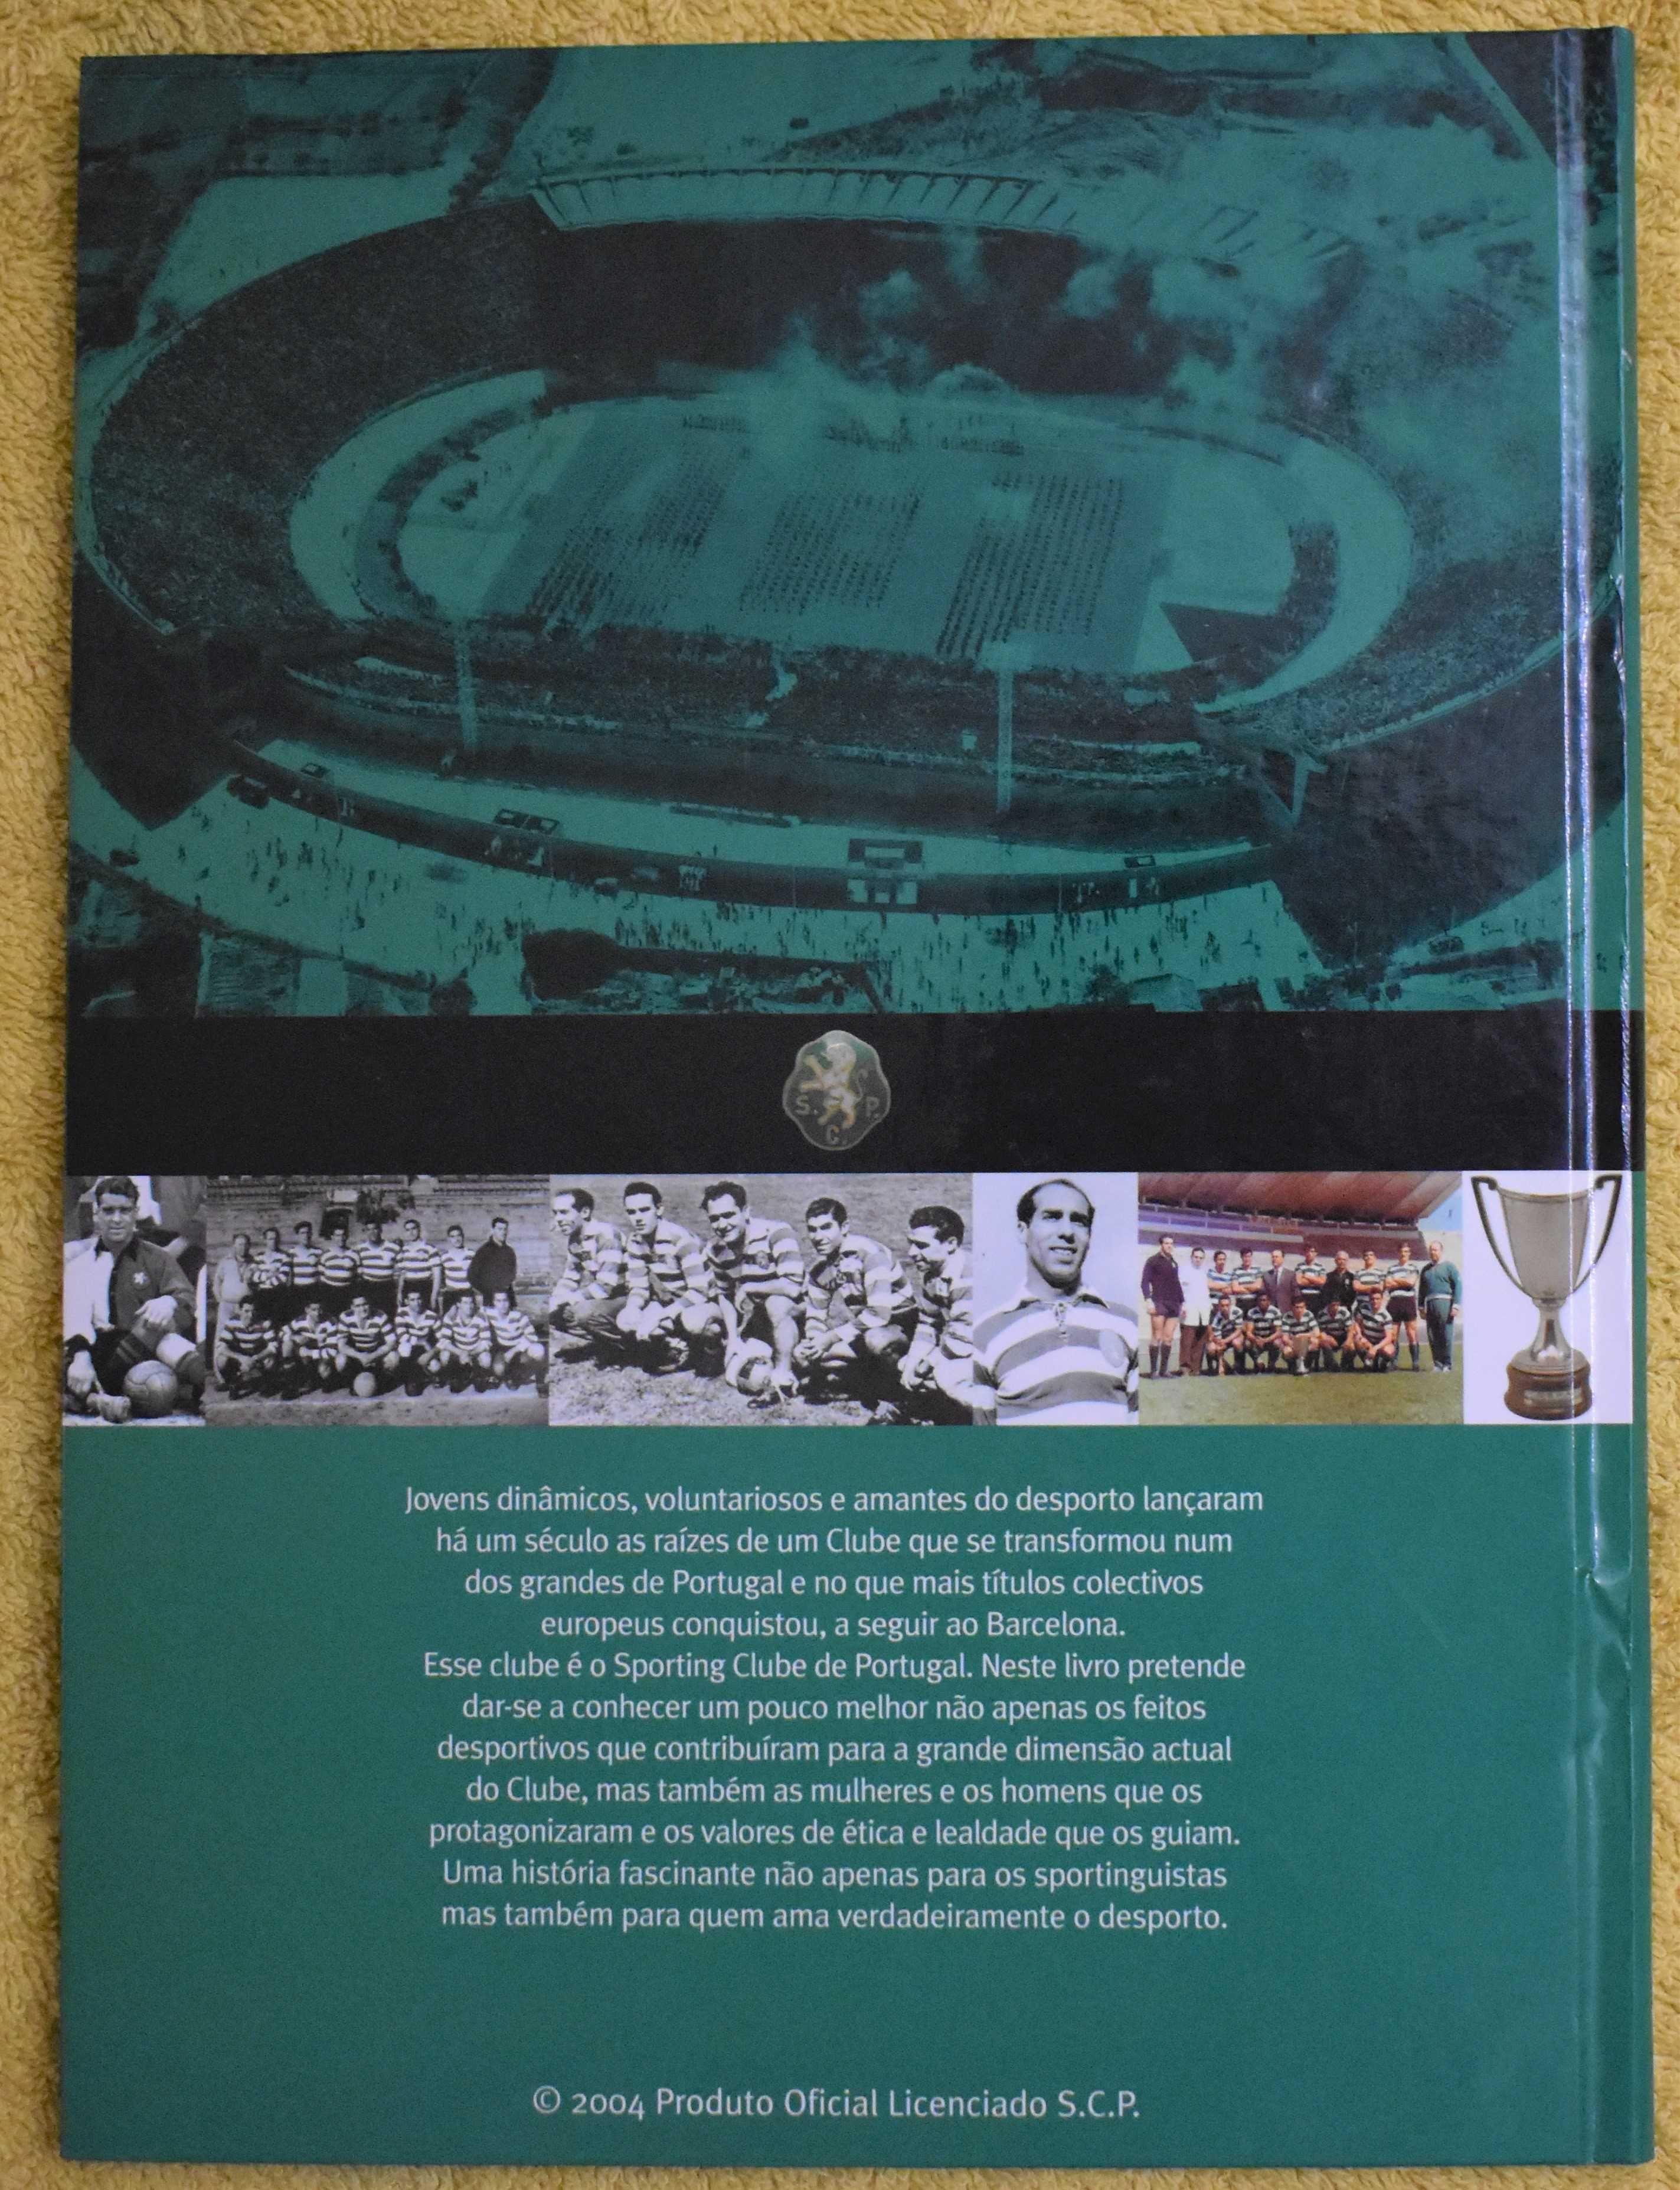 S. P.
C.
Jovens dinâmicos, voluntariosos e amantes do desporto lançaram
há um século as raízes de um Clube que se transformou num
dos grandes de Portugal e no que mais títulos colectivos
europeus conquistou, a seguir ao Barcelona.
Esse clube é o Sporting Clube de Portugal. Neste livro pretende
dar-se a conhecer um pouco melhor não apenas os feitos
desportivos que contribuíram para a grande dimensão actual
do Clube, mas também as mulheres e os homens que os
protagonizaram e os valores de ética e lealdade que os guiam.
Uma história fascinante não apenas para os sportinguistas
mas também para quem ama verdadeiramente o desporto.
© 2004 Produto Oficial Licenciado S.C.P.